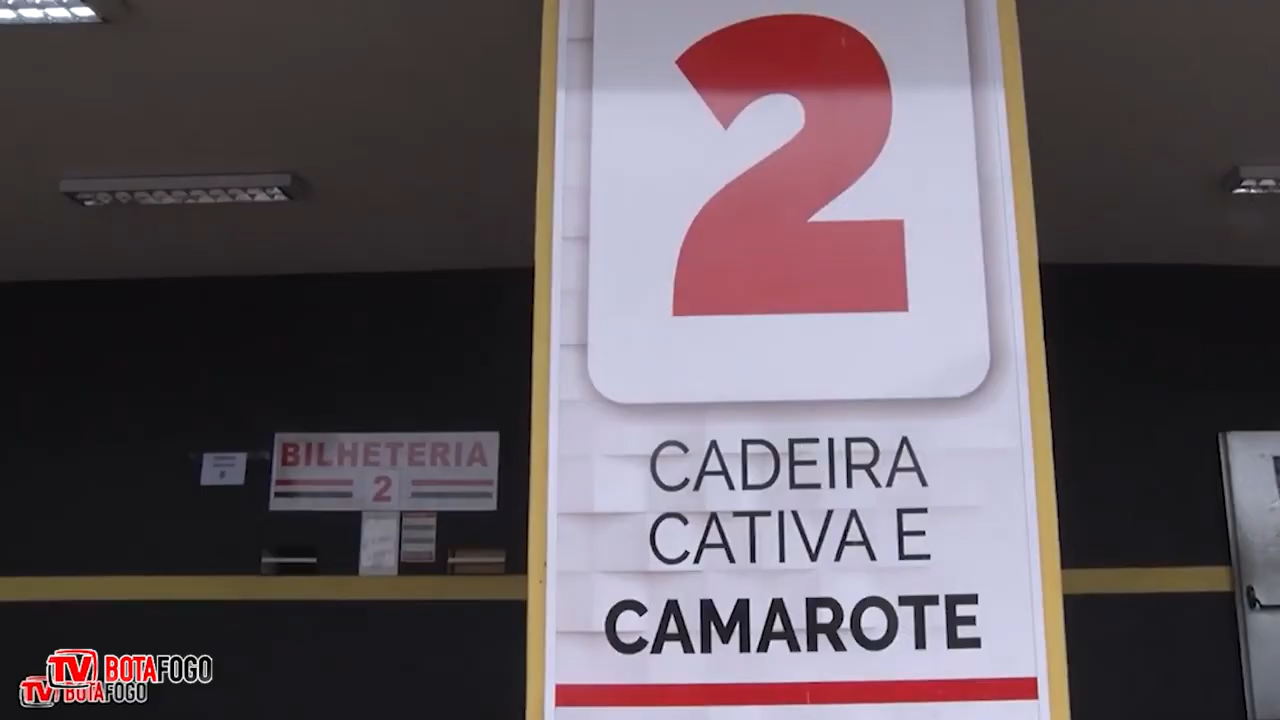 2
CADEIRA
CATIVA E
CAMAROTE
BILHETERIA
2
TV BOTAFOGO
TV BOTAFOGO